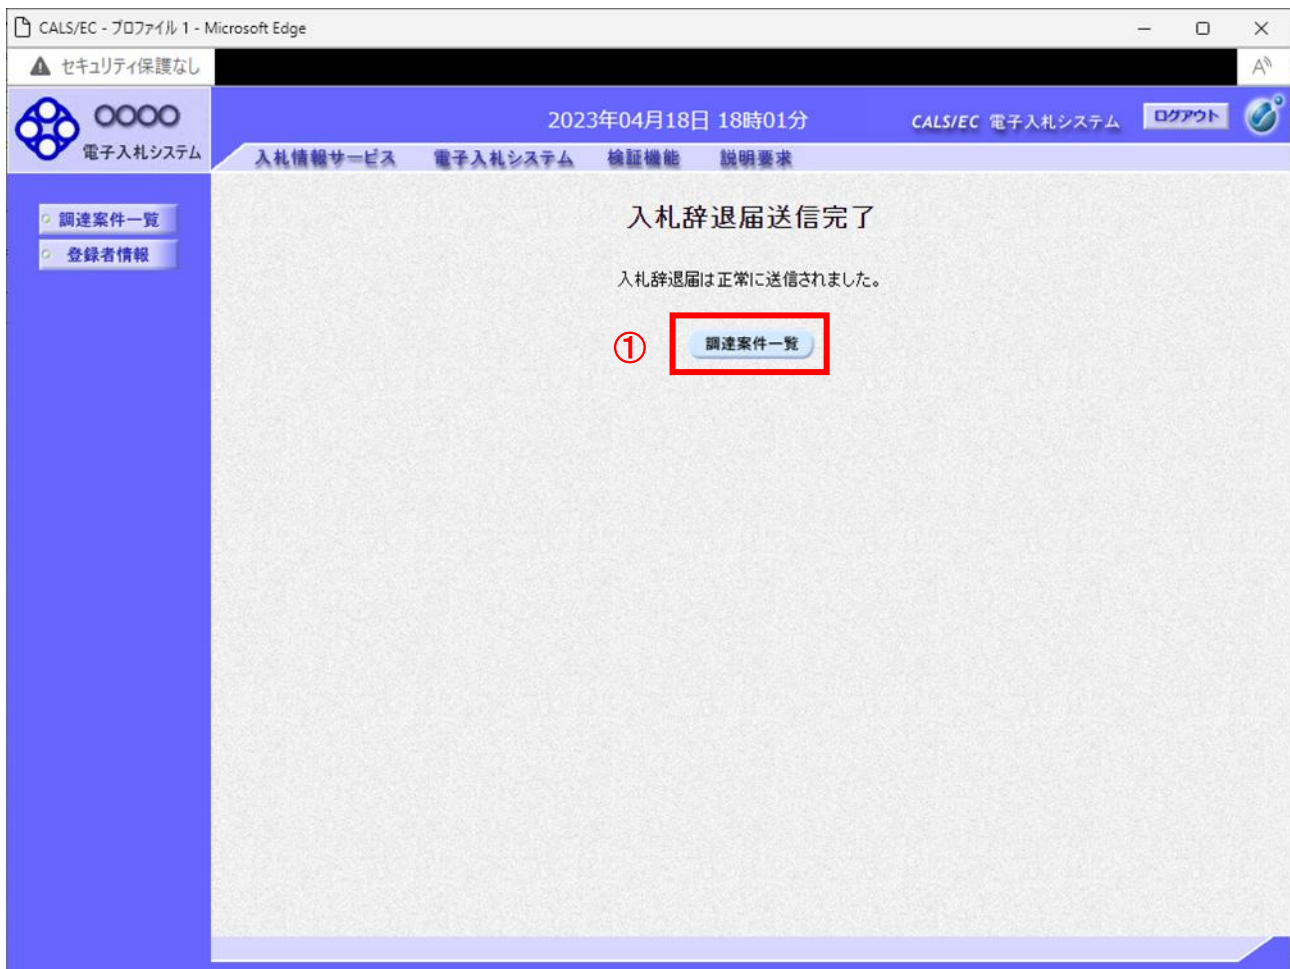 CALS/EC - プロファイル 1 - Microsoft Edge
セキュリティ保護なし
A
〇〇〇〇
電子入札システム
2023年04月18日 18時01分
CALS/EC 電子入札システム
ログアウト
入札情報サービス 電子入札システム 検証機能 説明要求
調達案件一覧
登録者情報
入札辞退届送信完了
入札辞退届は正常に送信されました。
① 調達案件一覧